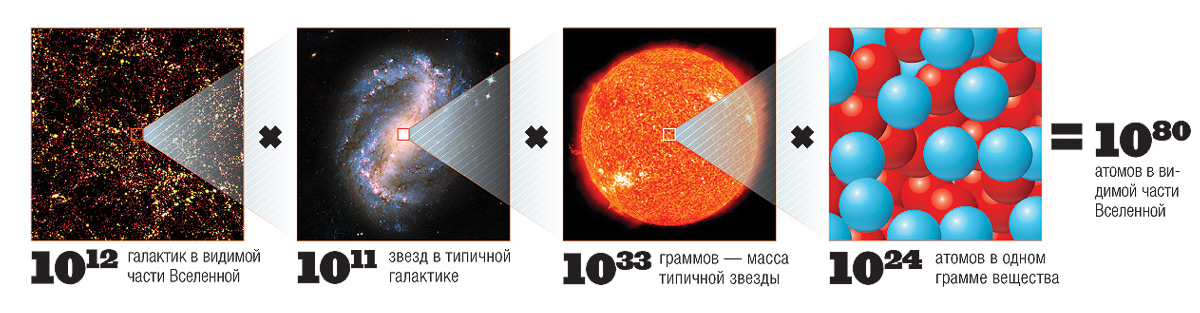 10¹² галактик в видимой
части Вселенной
✖
10¹¹ звезд в типичной
галактике
✖
10³³ граммов — масса
типичной звезды
✖
10²⁴ атомов в одном
грамме вещества
= 10⁸⁰
атомов в ви-
димой части
Вселенной